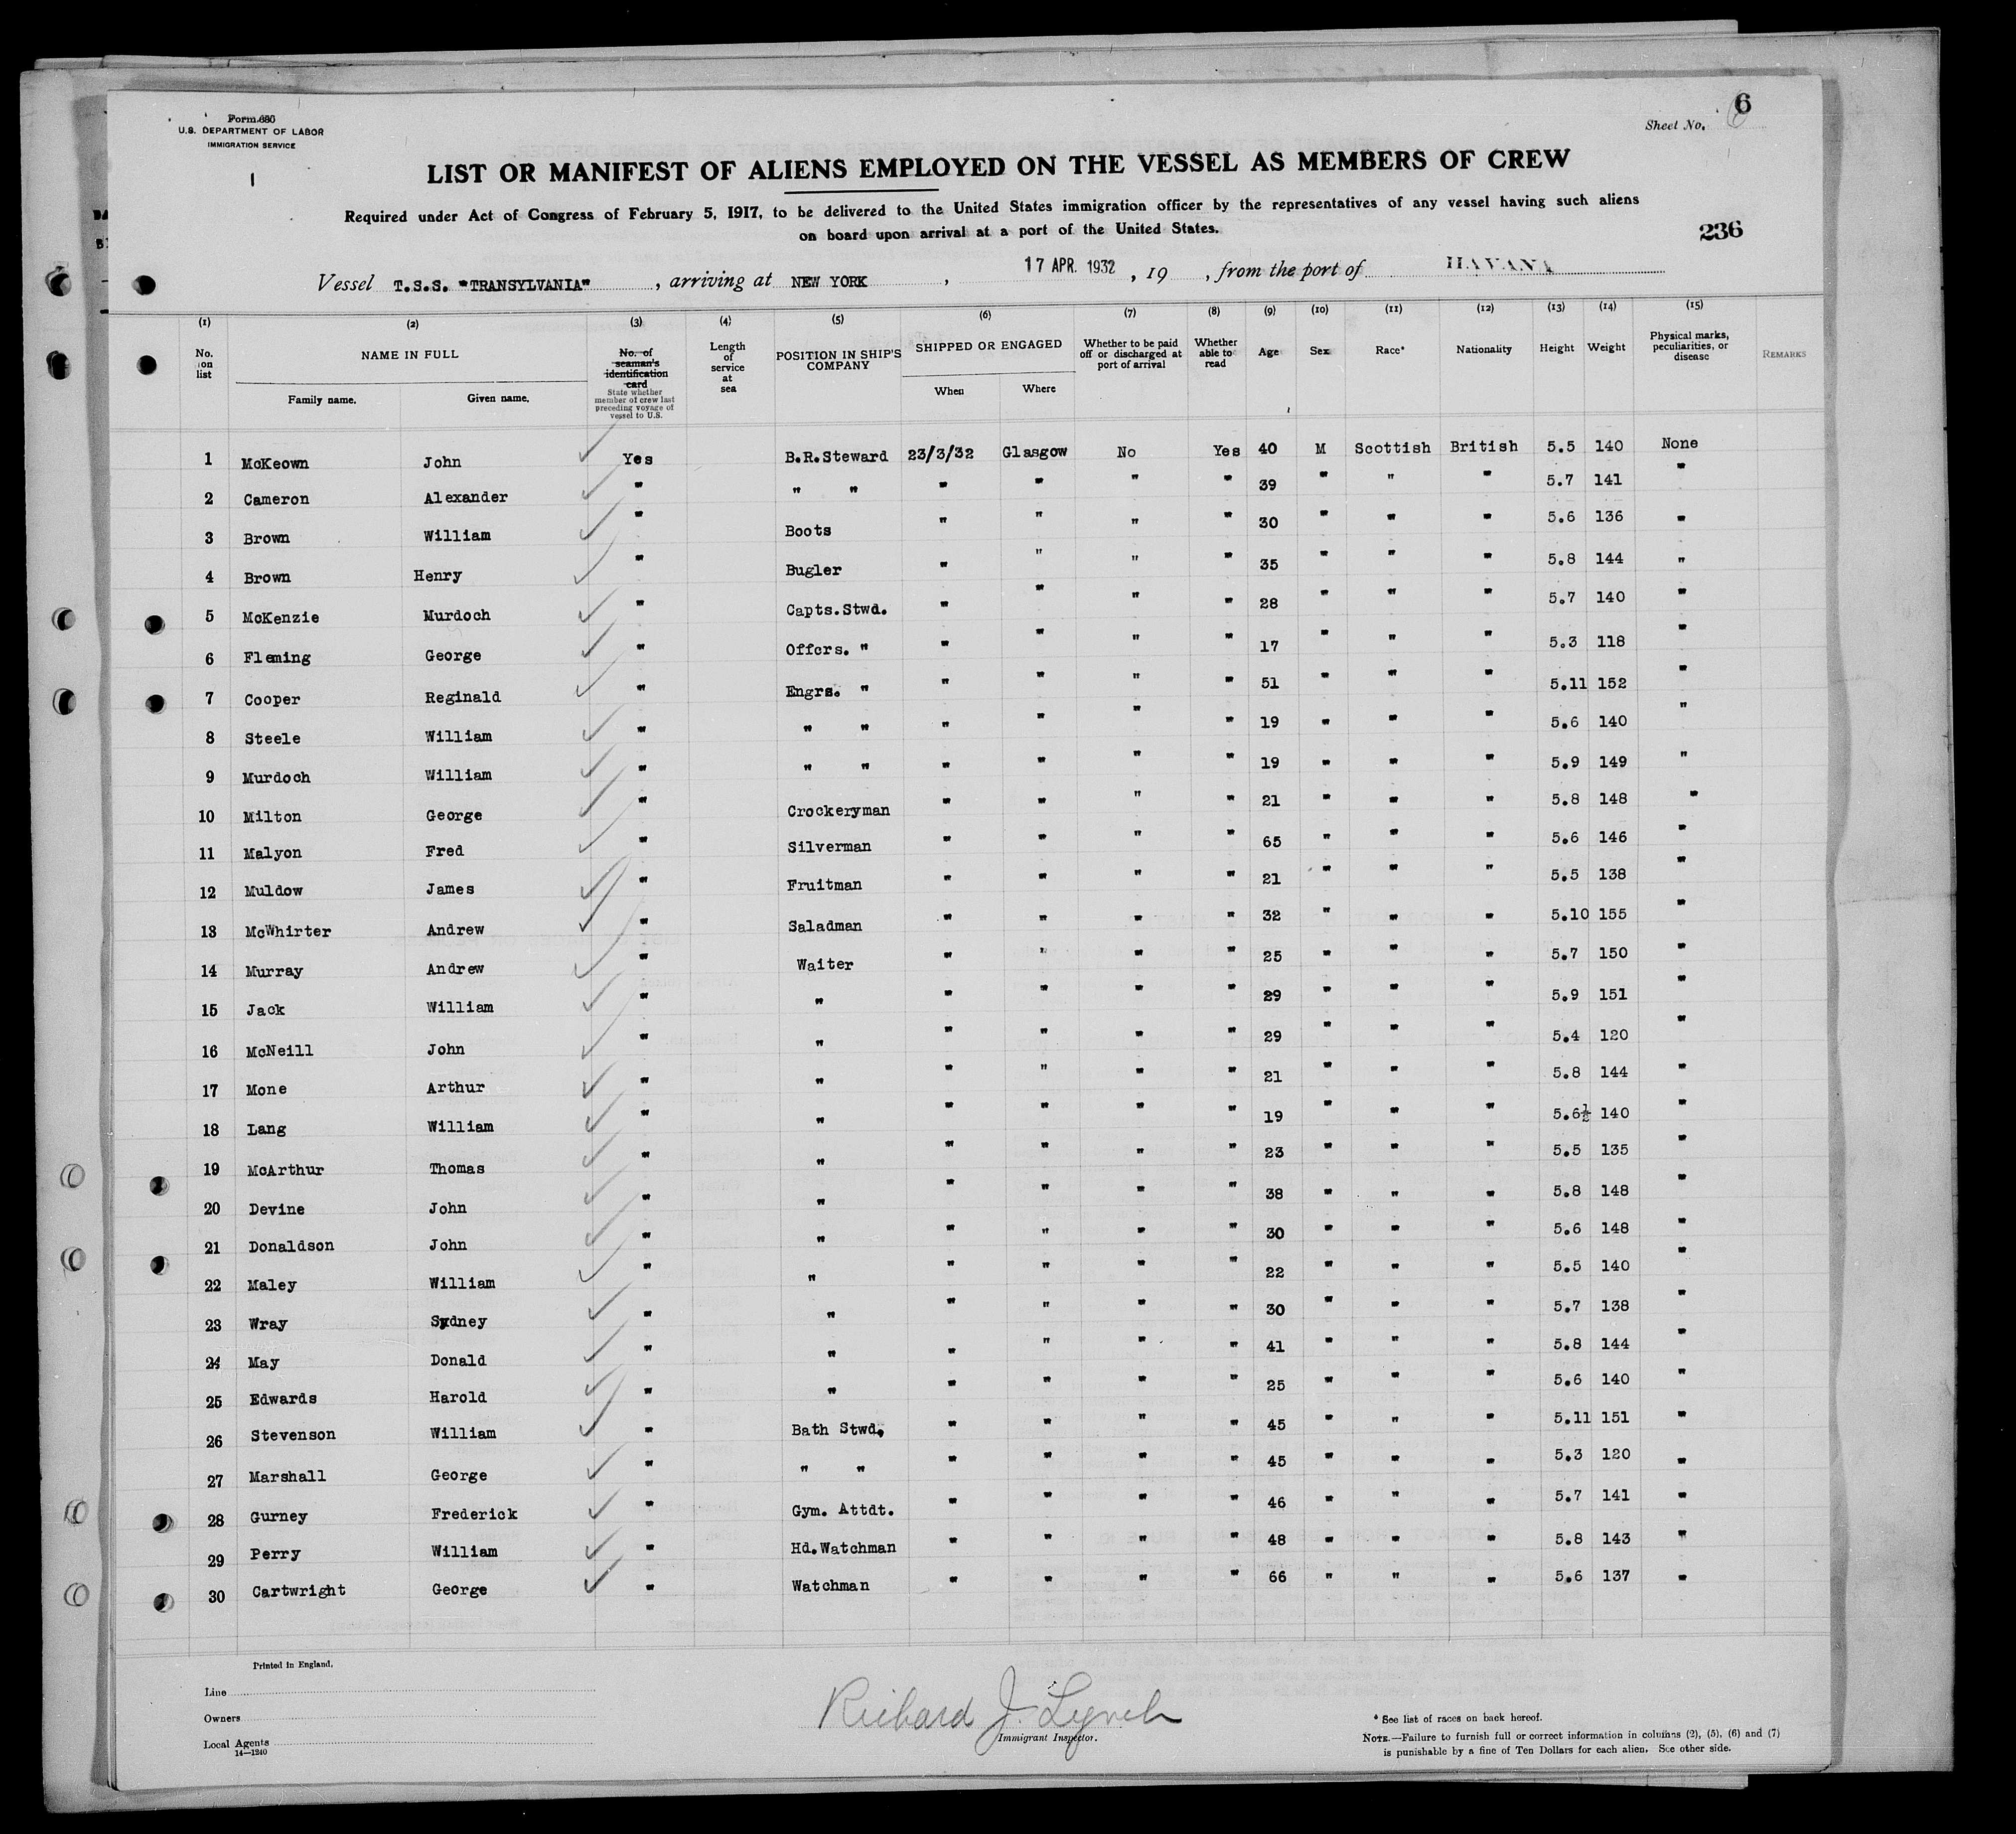 Form 680
U.S. DEPARTMENT OF LABOR
IMMIGRATION SERVICE
1
Sheet No. 6
LIST OR MANIFEST OF ALIENS EMPLOYED ON THE VESSEL AS MEMBERS OF CREW
Required under Act of Congress of February 5, 1917, to be delivered to the United States immigration officer by the representatives of any vessel having such aliens
on board upon arrival at a port of the United States.
236
Vessel T.S.S. "TRANSYLVANIA", arriving at NEW YORK, 17 APR. 1932, 19 , from the port of HAVANA
(1) (2) (3) (4) (5) (6) (7) (8) (9) (10) (11) (12) (13) (14) (15)
No. on list NAME IN FULL Family name. Given name. No. of seaman's identification card State whether member of crew last preceding voyage of vessel to U.S. Length of service at sea POSITION IN SHIP'S COMPANY SHIPPED OR ENGAGED When Where Whether to be paid off or discharged at port of arrival Whether able to read Age Sex Race* Nationality Height Weight Physical marks, peculiarities, or disease REMARKS
1 McKeown John Yes B.R.Steward 23/3/32 Glasgow No Yes 40 M Scottish British 5.5 140 None
2 Cameron Alexander " " " " " " " 39 " " " 5.7 141 "
3 Brown William " Boots " " " " 30 " " " 5.6 136 "
4 Brown Henry " Bugler " " " " 35 " " " 5.8 144 "
5 McKenzie Murdoch " Capts.Stwd. " " " " 28 " " " 5.7 140 "
6 Fleming George " Offcrs. " " " " " 17 " " " 5.3 118 "
7 Cooper Reginald " Engrs. " " " " " 51 " " " 5.11 152 "
8 Steele William " " " " " " " 19 " " " 5.6 140 "
9 Murdoch William " " " " " " " 19 " " " 5.9 149 "
10 Milton George " Crockeryman " " " " 21 " " " 5.8 148 "
11 Malyon Fred " Silverman " " " " 65 " " " 5.6 146 "
12 Muldow James " Fruitman " " " " 21 " " " 5.5 138 "
13 McWhirter Andrew " Saladman " " " " 32 " " " 5.10 155 "
14 Murray Andrew " Waiter " " " " 25 " " " 5.7 150 "
15 Jack William " " " " " " 29 " " " 5.9 151 "
16 McNeill John " " " " " " 29 " " " 5.4 120 "
17 Mone Arthur " " " " " " 21 " " " 5.8 144 "
18 Lang William " " " " " " 19 " " " 5.6½ 140 "
19 McArthur Thomas " " " " " " 23 " " " 5.5 135 "
20 Devine John " " " " " " 38 " " " 5.8 148 "
21 Donaldson John " " " " " " 30 " " " 5.6 148 "
22 Maley William " " " " " " 22 " " " 5.5 140 "
23 Wray Sydney " " " " " " 30 " " " 5.7 138 "
24 May Donald " " " " " " 41 " " " 5.8 144 "
25 Edwards Harold " " " " " " 25 " " " 5.6 140 "
26 Stevenson William " Bath Stwd. " " " " 45 " " " 5.11 151 "
27 Marshall George " " " " " " " 45 " " " 5.3 120 "
28 Gurney Frederick " Gym. Attdt. " " " " 46 " " " 5.7 141 "
29 Perry William " Hd.Watchman " " " " 48 " " " 5.8 143 "
30 Cartwright George " Watchman " " " " 66 " " " 5.6 137 "
Printed in England.
Line
Owners
Local Agents
14—1240
Richard J. Lynch
Immigrant Inspector.
* See list of races on back hereof.
NOTE.—Failure to furnish full or correct information in columns (2), (5), (6) and (7)
is punishable by a fine of Ten Dollars for each alien. See other side.